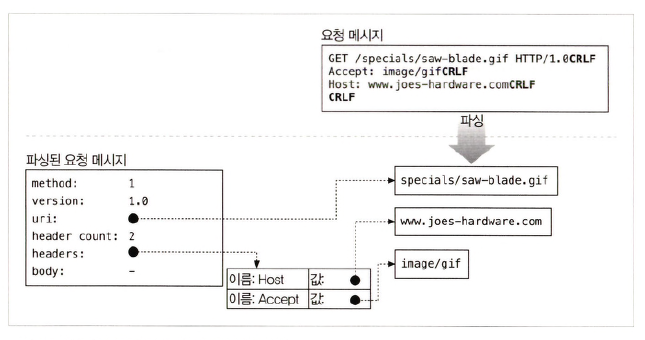 요청 메시지
GET /specials/saw-blade.gif HTTP/1.0CRLF
Accept: image/gifCRLF
Host: www.joes-hardware.comCRLF
CRLF
파싱
파싱된 요청 메시지
method: 1
version: 1.0
uri:
header count: 2
headers:
body: –
specials/saw-blade.gif
www.joes-hardware.com
image/gif
이름: Host 값:
이름: Accept 값: